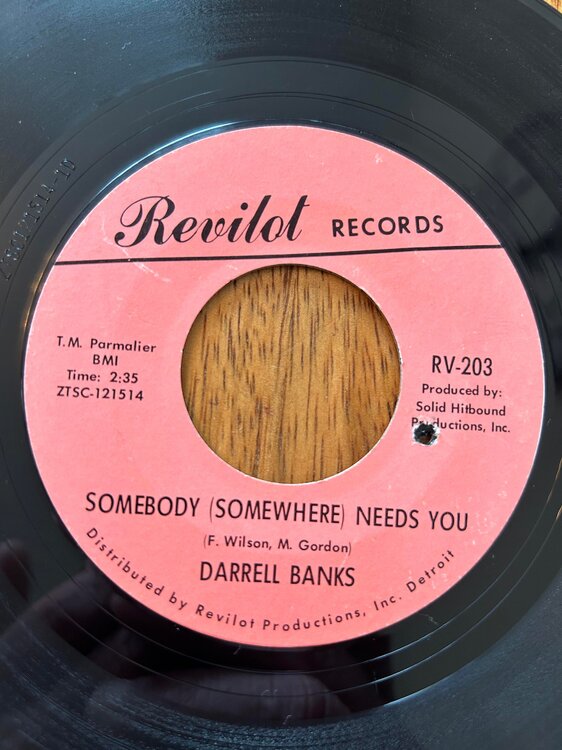 Revilot RECORDS
T.M. Parmalier
BMI
Time: 2:35
ZTSC-121514
RV-203
Produced by:
Solid Hitbound
Productions, Inc.
SOMEBODY (SOMEWHERE) NEEDS YOU
(F. Wilson, M. Gordon)
DARRELL BANKS
Distributed by Revilot Productions, Inc. Detroit